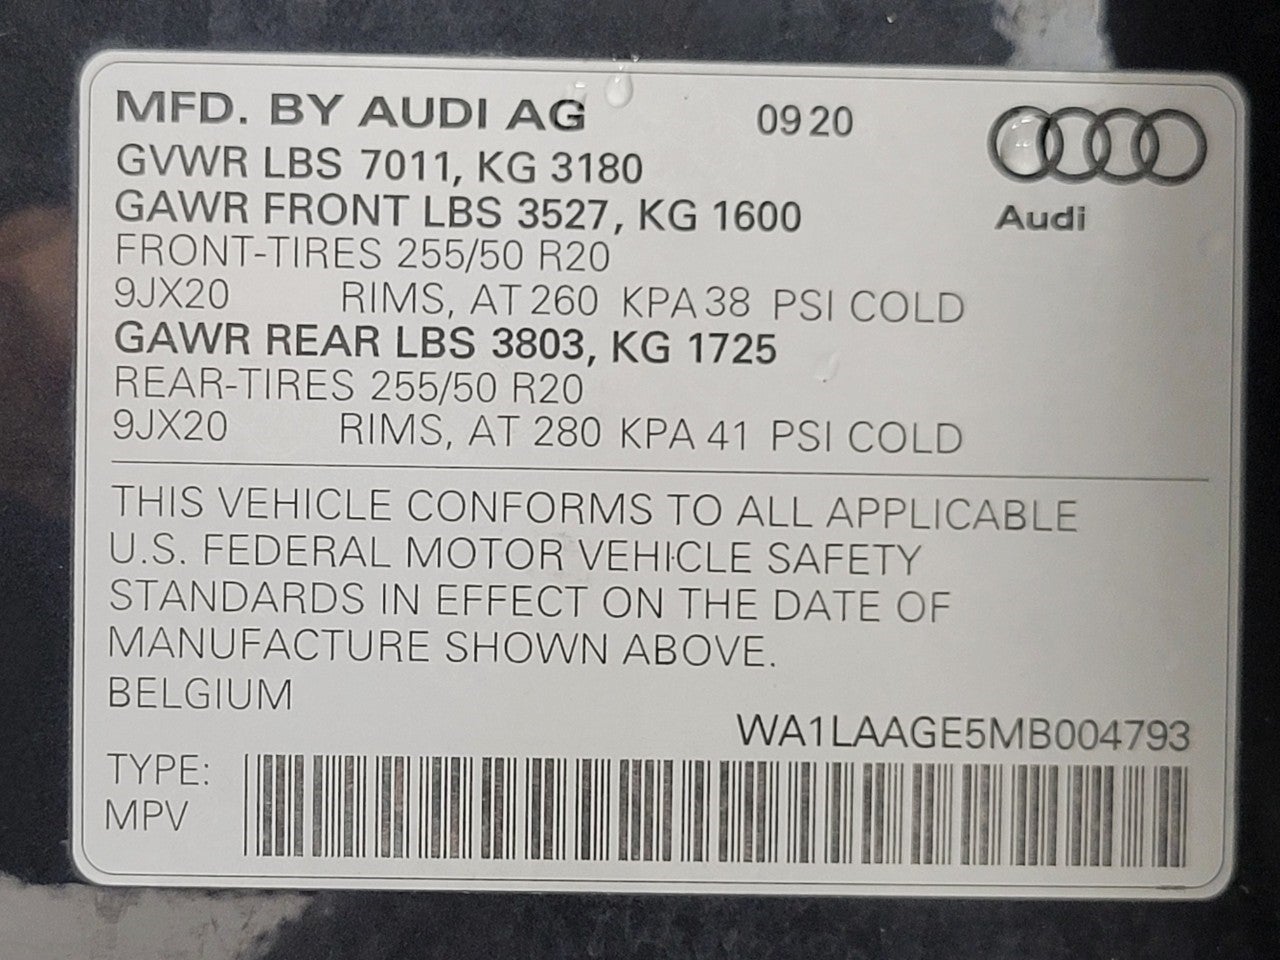 MFD. BY AUDI AG 0920
GVWR LBS 7011, KG 3180
GAWR FRONT LBS 3527, KG 1600
Audi
FRONT-TIRES 255/50 R20
9JX20 RIMS, AT 260 KPA 38 PSI COLD
GAWR REAR LBS 3803, KG 1725
REAR-TIRES 255/50 R20
9JX20 RIMS, AT 280 KPA 41 PSI COLD
THIS VEHICLE CONFORMS TO ALL APPLICABLE
U.S. FEDERAL MOTOR VEHICLE SAFETY
STANDARDS IN EFFECT ON THE DATE OF
MANUFACTURE SHOWN ABOVE.
BELGIUM
WA1LAAGE5MB004793
TYPE:
MPV